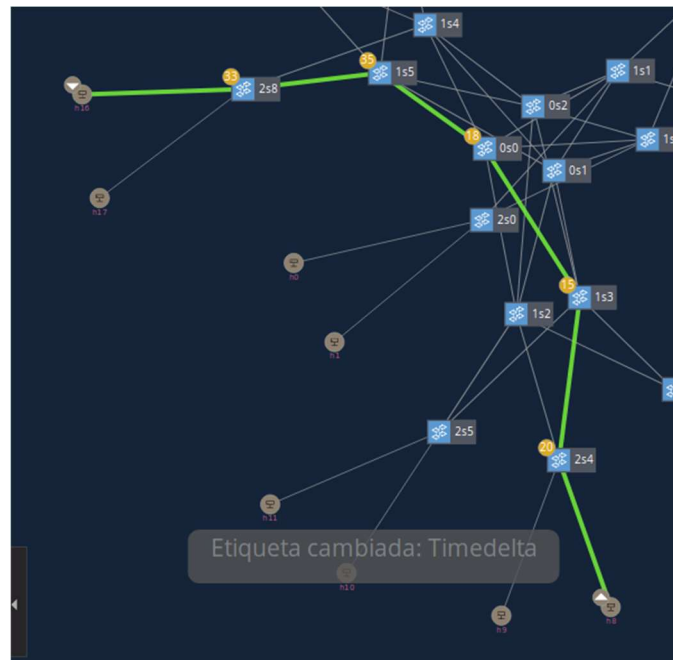 1s4
35
1s5
33
2s8
1s1
0s2
h16
18
0s0
1s
0s1
h17
2s0
h0
15
1s3
1s2
h1
2s5
20
2s4
h11
Etiqueta cambiada: Timedelta
h10
h9
h8